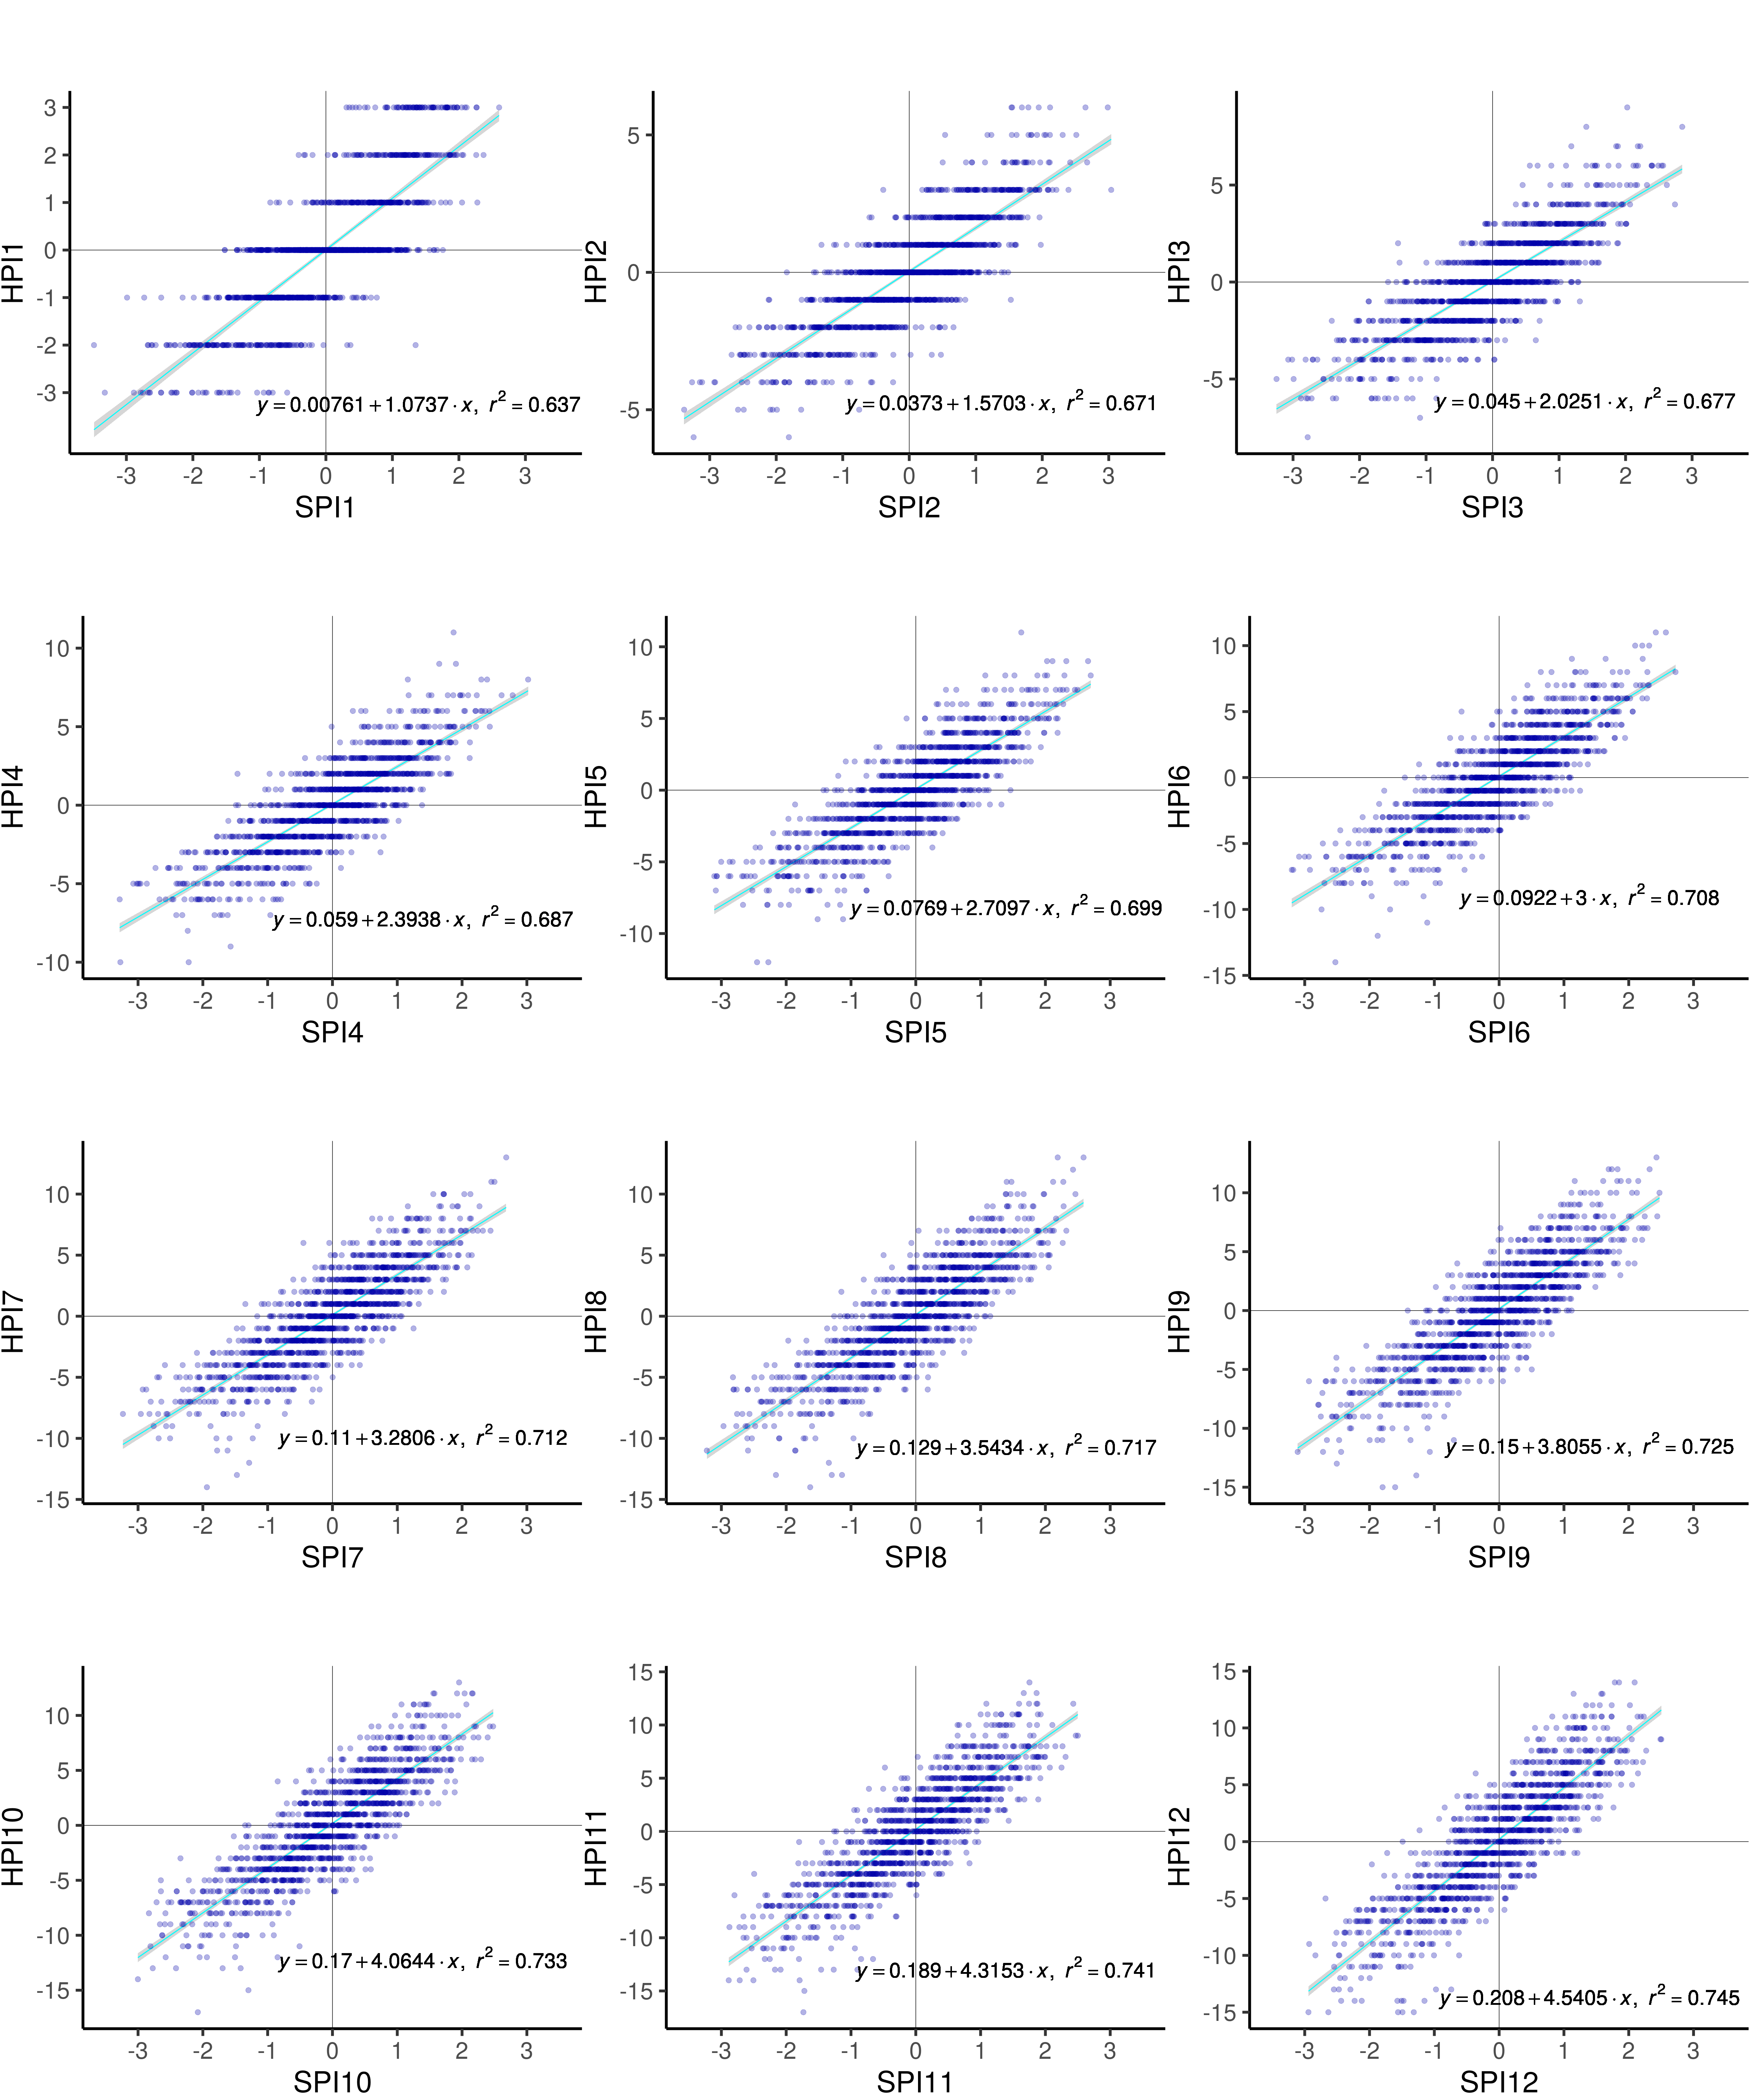 HPI1
3
2
1
0
-1
-2
-3
y = 0.00761 + 1.0737 · x, r² = 0.637
-3 -2 -1 0 1 2 3
SPI1
HPI2
5
0
-5
y = 0.0373 + 1.5703 · x, r² = 0.671
-3 -2 -1 0 1 2 3
SPI2
HPI3
5
0
-5
y = 0.045 + 2.0251 · x, r² = 0.677
-3 -2 -1 0 1 2 3
SPI3
HPI4
10
5
0
-5
-10
y = 0.059 + 2.3938 · x, r² = 0.687
-3 -2 -1 0 1 2 3
SPI4
HPI5
10
5
0
-5
-10
y = 0.0769 + 2.7097 · x, r² = 0.699
-3 -2 -1 0 1 2 3
SPI5
HPI6
10
5
0
-5
-10
-15
y = 0.0922 + 3 · x, r² = 0.708
-3 -2 -1 0 1 2 3
SPI6
HPI7
10
5
0
-5
-10
-15
y = 0.11 + 3.2806 · x, r² = 0.712
-3 -2 -1 0 1 2 3
SPI7
HPI8
10
5
0
-5
-10
-15
y = 0.129 + 3.5434 · x, r² = 0.717
-3 -2 -1 0 1 2 3
SPI8
HPI9
10
5
0
-5
-10
-15
y = 0.15 + 3.8055 · x, r² = 0.725
-3 -2 -1 0 1 2 3
SPI9
HPI10
10
5
0
-5
-10
-15
y = 0.17 + 4.0644 · x, r² = 0.733
-3 -2 -1 0 1 2 3
SPI10
HPI11
15
10
5
0
-5
-10
-15
y = 0.189 + 4.3153 · x, r² = 0.741
-3 -2 -1 0 1 2 3
SPI11
HPI12
15
10
5
0
-5
-10
-15
y = 0.208 + 4.5405 · x, r² = 0.745
-3 -2 -1 0 1 2 3
SPI12